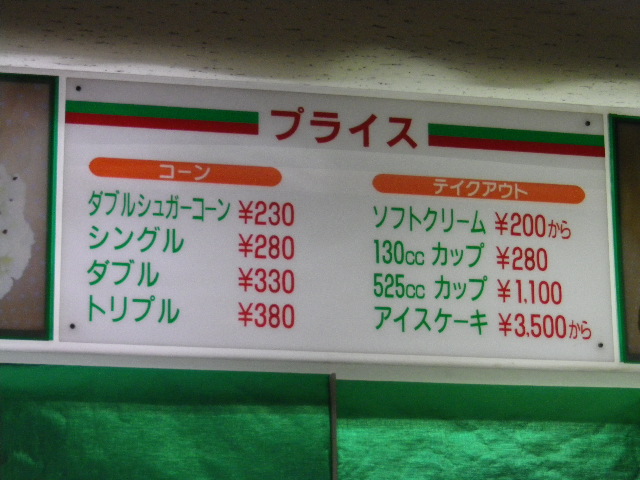 プライス
コーン
ダブルシュガーコーン ¥230
シングル ¥280
ダブル ¥330
トリプル ¥380
テイクアウト
ソフトクリーム ¥200から
130cc カップ ¥280
525cc カップ ¥1,100
アイスケーキ ¥3,500から